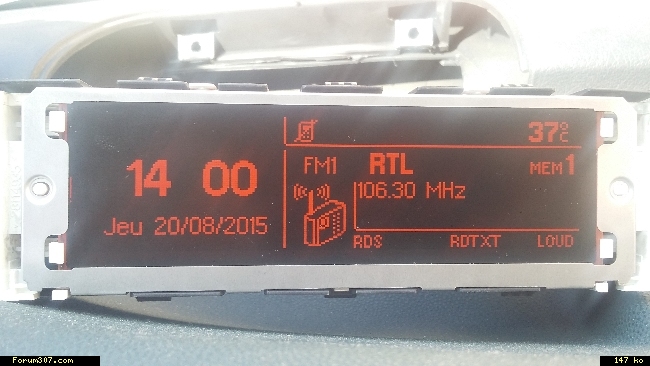 37°C
14 00
FM1 RTL MEM1
106.30 MHz
Jeu 20/08/2015
RDS RDTXT LOUD
Forum307.com
147 ko